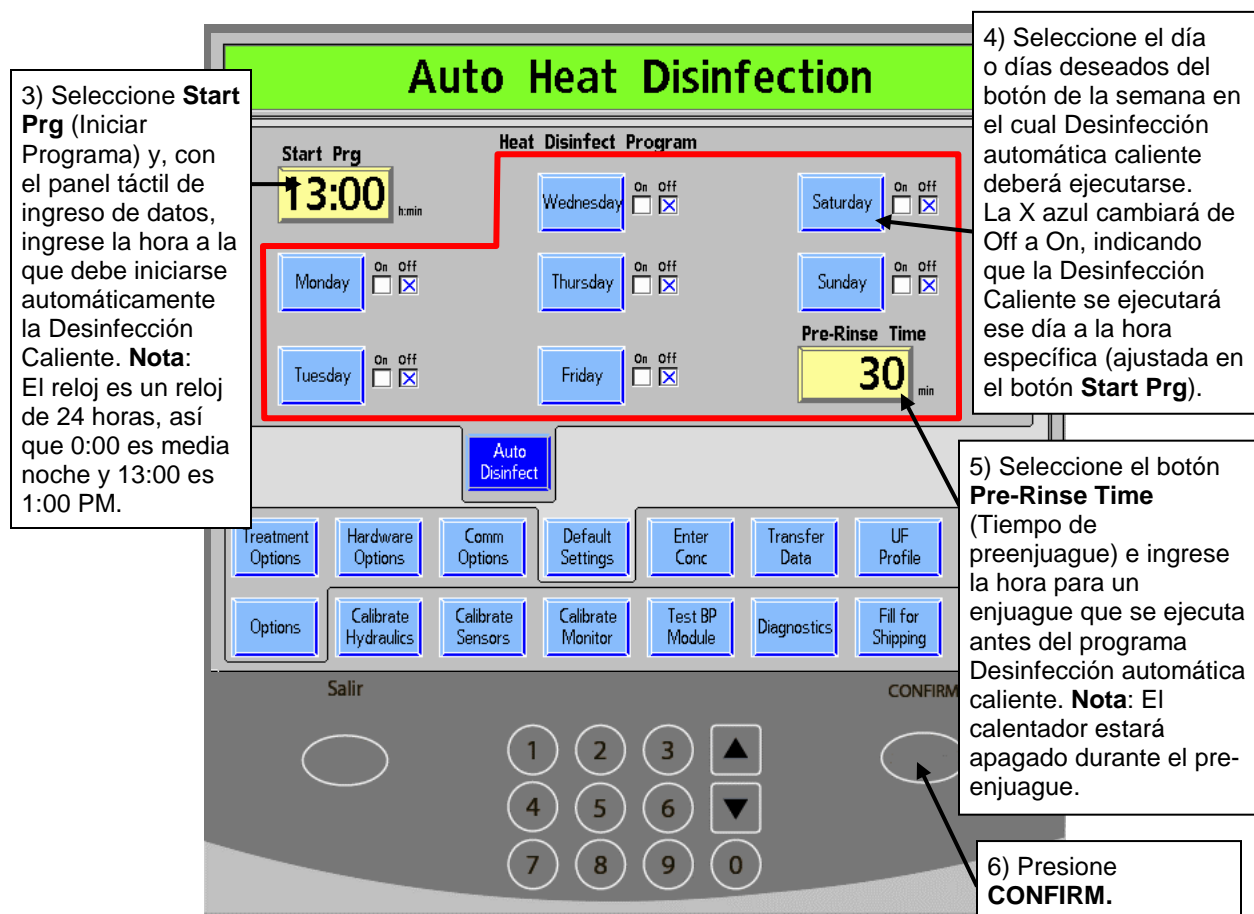 Auto Heat Disinfection
3) Seleccione Start
Prg (Iniciar
Programa) y, con
el panel táctil de
ingreso de datos,
ingrese la hora a la
que debe iniciarse
automáticamente
la Desinfección
Caliente. Nota:
El reloj es un reloj
de 24 horas, así
que 0:00 es media
noche y 13:00 es
1:00 PM.
4) Seleccione el día
o días deseados del
botón de la semana en
el cual Desinfección
automática caliente
deberá ejecutarse.
La X azul cambiará de
Off a On, indicando
que la Desinfección
Caliente se ejecutará
ese día a la hora
específica (ajustada en
el botón Start Prg).
Start Prg
13:00 h:min
Heat Disinfect Program
Wednesday On Off
Saturday On Off
Monday On Off
Thursday On Off
Sunday On Off
Tuesday On Off
Friday On Off
Pre-Rinse Time
30 min
5) Seleccione el botón
Pre-Rinse Time
(Tiempo de
preenjuague) e ingrese
la hora para un
enjuague que se ejecuta
antes del programa
Desinfección automática
caliente. Nota: El
calentador estará
apagado durante el pre-
enjuague.
Auto
Disinfect
Treatment
Options
Hardware
Options
Comm
Options
Default
Settings
Enter
Conc
Transfer
Data
UF
Profile
Options
Calibrate
Hydraulics
Calibrate
Sensors
Calibrate
Monitor
Test BP
Module
Diagnostics
Fill for
Shipping
Salir
CONFIRM
1 2 3
4 5 6
7 8 9 0
6) Presione
CONFIRM.